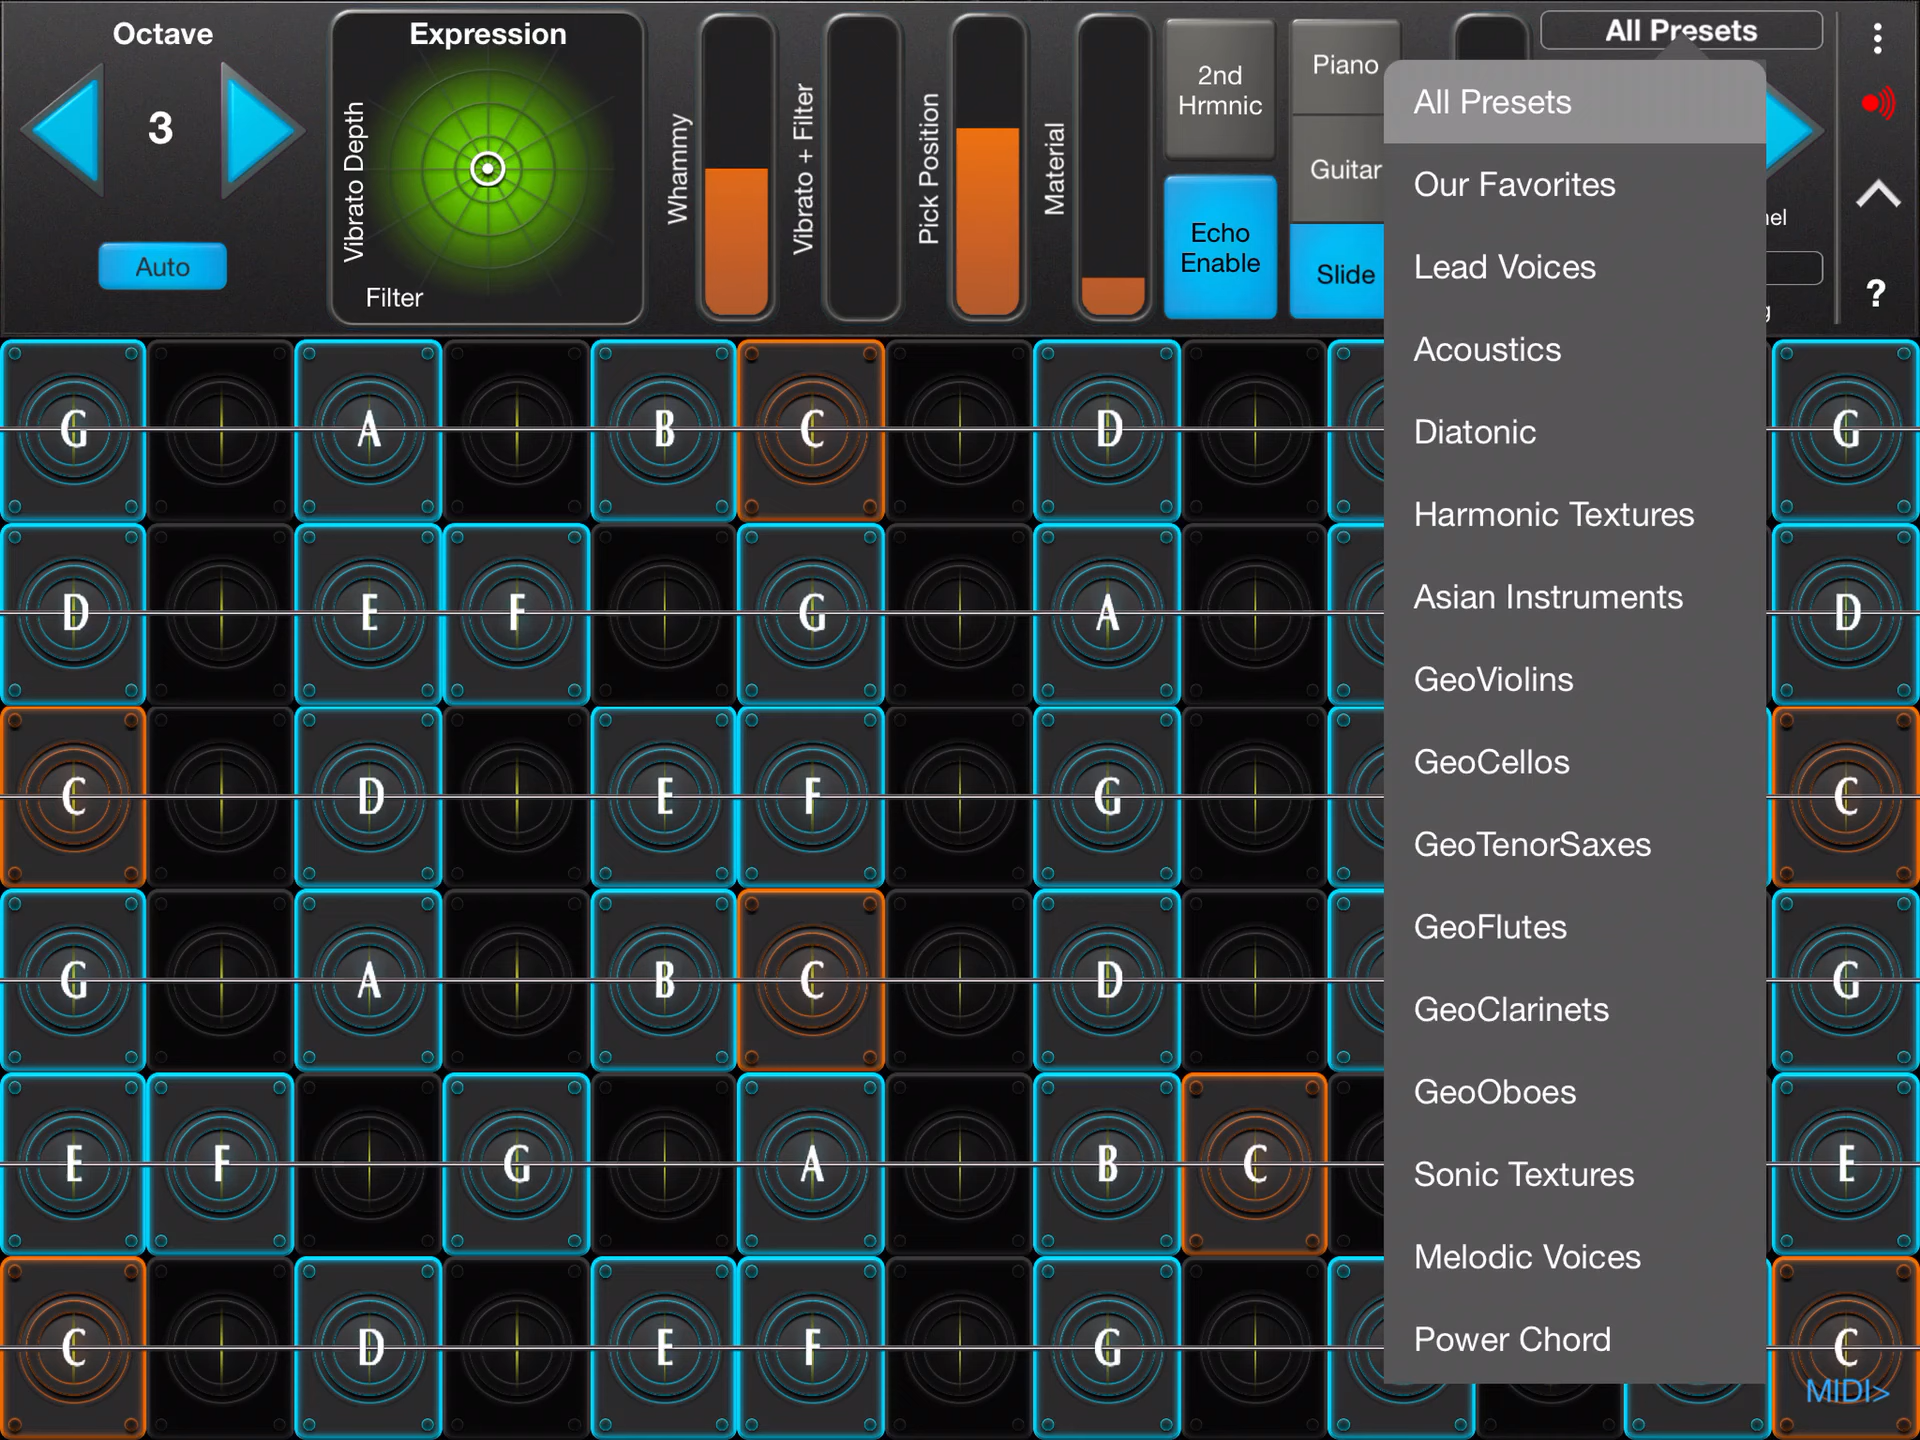 Octave
3
Auto
Expression
Vibrato Depth
Filter
Whammy
Vibrato + Filter
Pick Position
Material
2nd
Hrmnic
Echo
Enable
Piano
Guitar
Slide
All Presets
?
All Presets
Our Favorites
Lead Voices
Acoustics
Diatonic
Harmonic Textures
Asian Instruments
GeoViolins
GeoCellos
GeoTenorSaxes
GeoFlutes
GeoClarinets
GeoOboes
Sonic Textures
Melodic Voices
Power Chord
G A B C D G
D E F G A D
C D E F G C
G A B C D G
E F G A B C E
C D E F G C
MIDI>